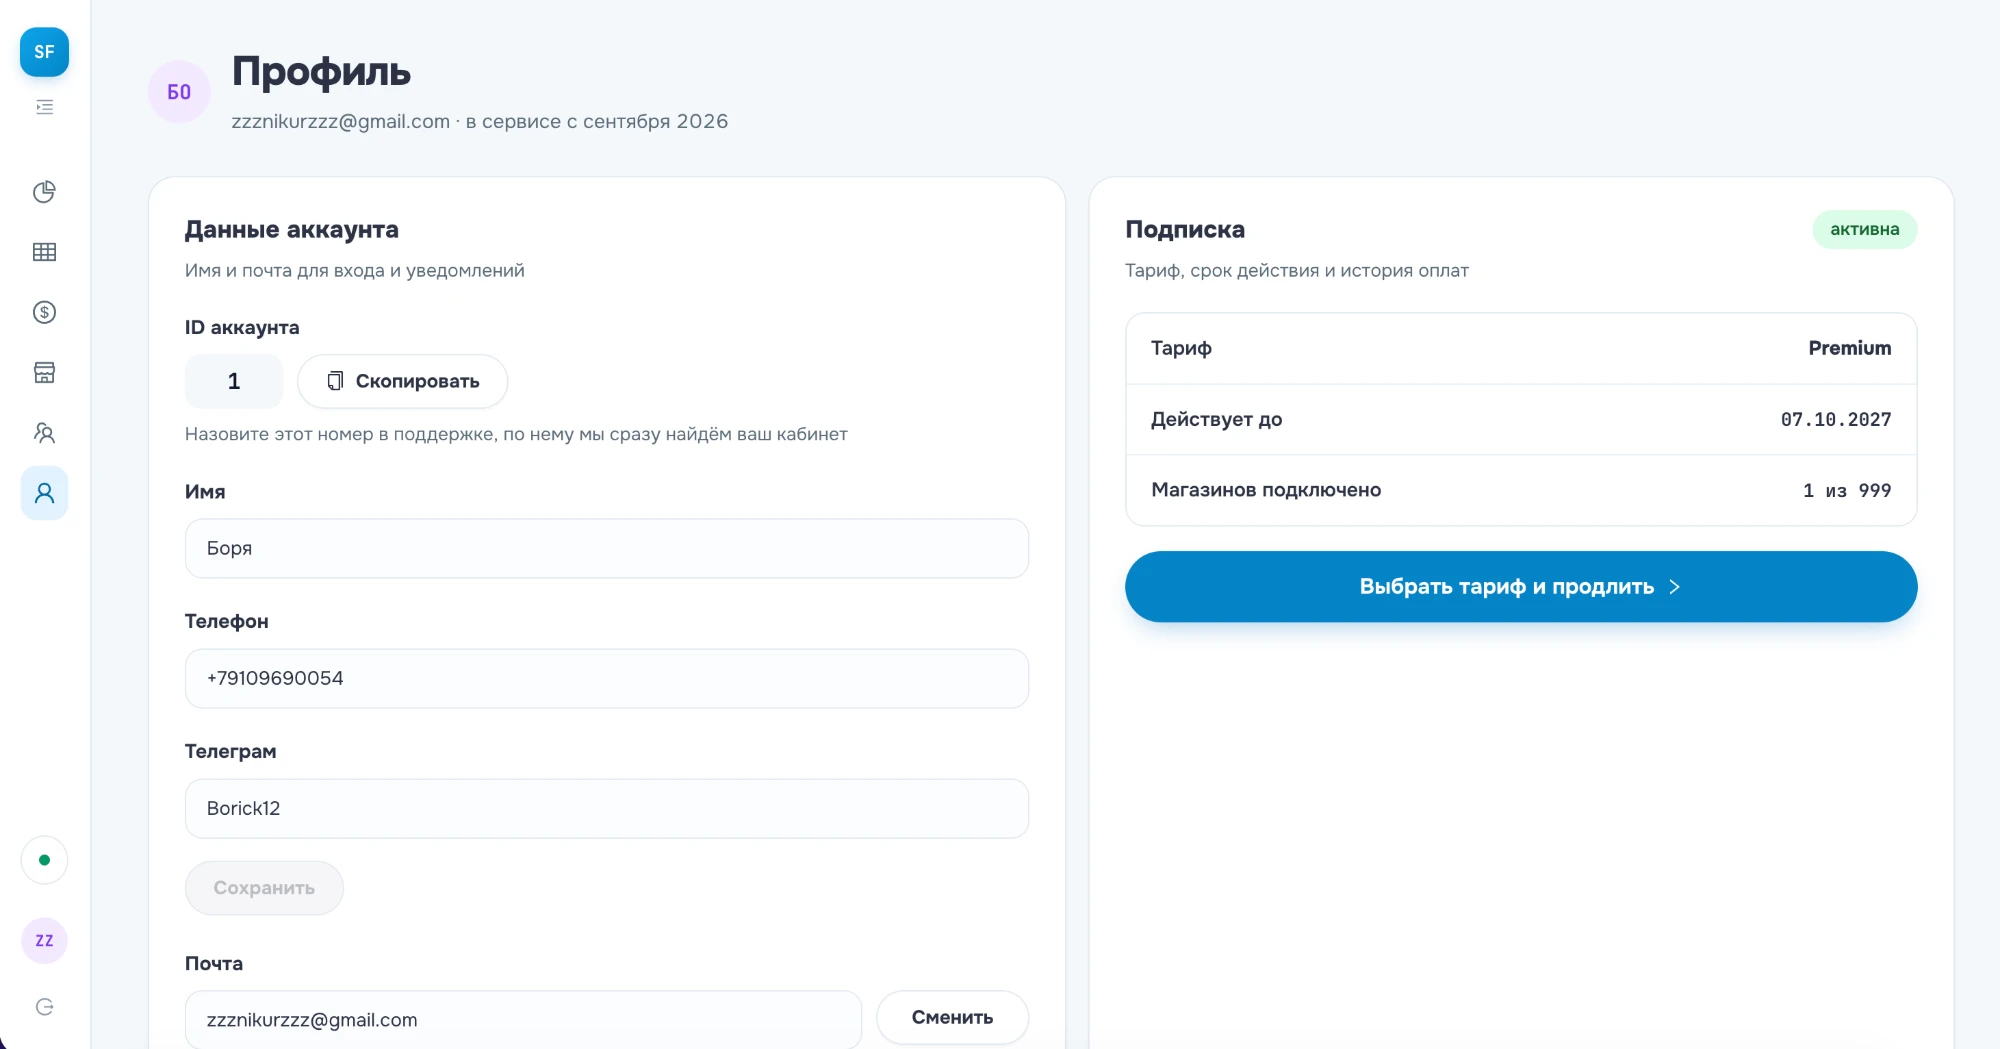 SF
БО
Профиль
zzznikurzzz@gmail.com · в сервисе с сентября 2026
Данные аккаунта
Имя и почта для входа и уведомлений
ID аккаунта
1
Скопировать
Назовите этот номер в поддержке, по нему мы сразу найдём ваш кабинет
Имя
Боря
Телефон
+79109690054
Телеграм
Borick12
Сохранить
Почта
zzznikurzzz@gmail.com
Сменить
Подписка
активна
Тариф, срок действия и история оплат
Тариф
Premium
Действует до
07.10.2027
Магазинов подключено
1 из 999
Выбрать тариф и продлить
ZZ